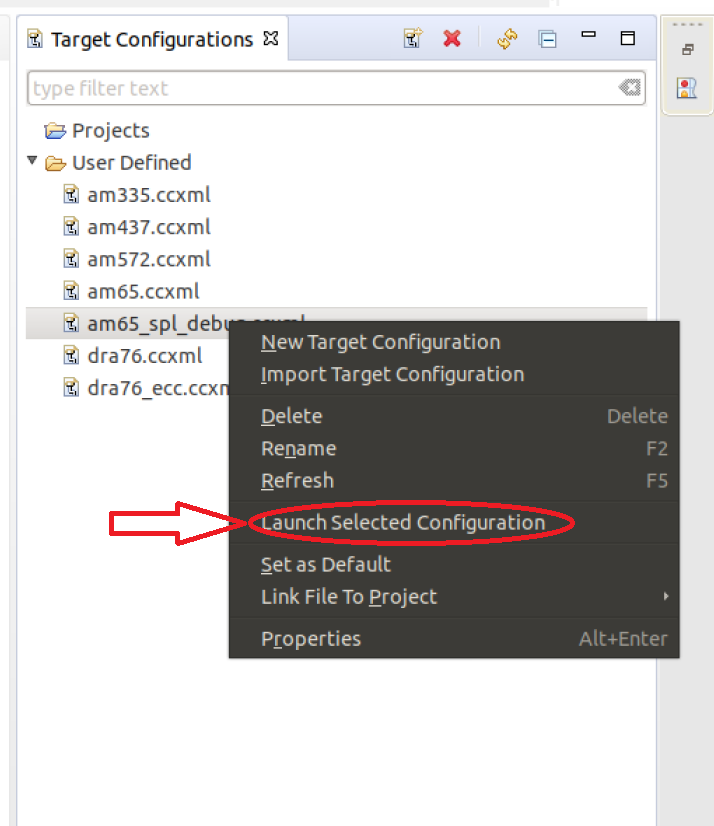 Target Configurations
type filter text
Projects
User Defined
am335.ccxml
am437.ccxml
am572.ccxml
am65.ccxml
am65_spl_debug.ccxml
dra76.ccxml
dra76_ecc.ccxm
New Target Configuration
Import Target Configuration
Delete Delete
Rename F2
Refresh F5
Launch Selected Configuration
Set as Default
Link File To Project
Properties Alt+Enter